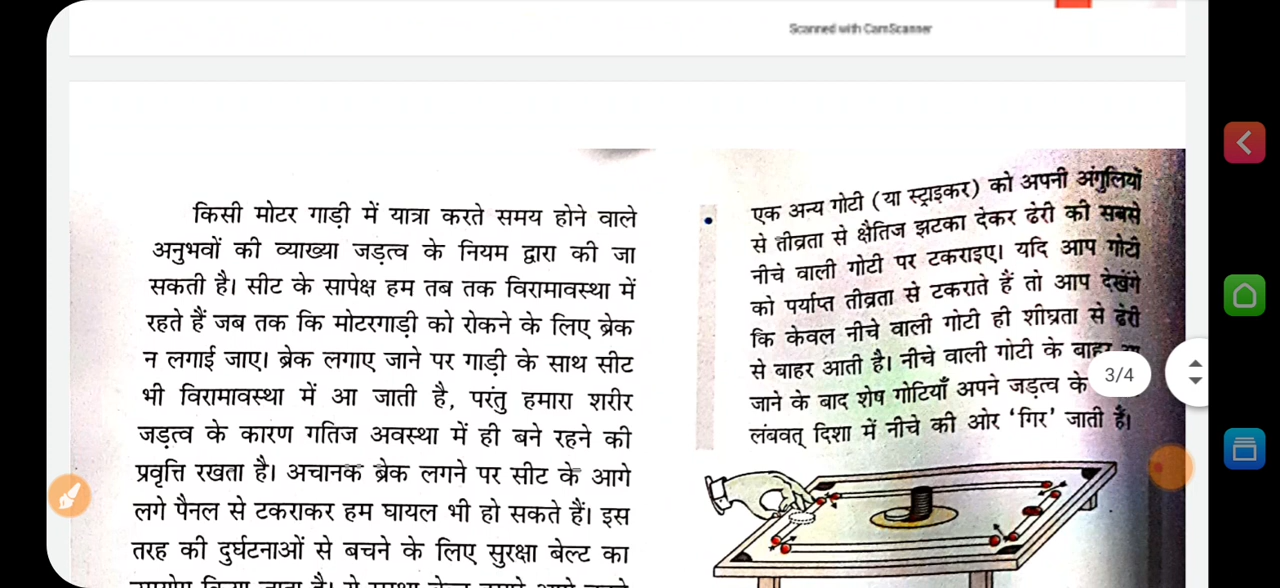 Scanned with CamScanner
किसी मोटर गाड़ी में यात्रा करते समय होने वाले
अनुभवों की व्याख्या जड़त्व के नियम द्वारा की जा
सकती है। सीट के सापेक्ष हम तब तक विरामावस्था में
रहते हैं जब तक कि मोटरगाड़ी को रोकने के लिए ब्रेक
न लगाई जाए। ब्रेक लगाए जाने पर गाड़ी के साथ सीट
भी विरामावस्था में आ जाती है, परंतु हमारा शरीर
जड़त्व के कारण गतिज अवस्था में ही बने रहने की
प्रवृत्ति रखता है। अचानक ब्रेक लगने पर सीट के आगे
लगे पैनल से टकराकर हम घायल भी हो सकते हैं। इस
तरह की दुर्घटनाओं से बचने के लिए सुरक्षा बेल्ट का
एक अन्य गोटी (या स्ट्राइकर) को अपनी अंगुलियों
से तीव्रता से क्षैतिज झटका देकर ढेरी की सबसे
नीचे वाली गोटी पर टकराइए। यदि आप गोटी
को पर्याप्त तीव्रता से टकराते हैं तो आप देखेंगे
कि केवल नीचे वाली गोटी ही शीघ्रता से ढेरी
से बाहर आती है। नीचे वाली गोटी के बाहर
जाने के बाद शेष गोटियाँ अपने जड़त्व के
लंबवत् दिशा में नीचे की ओर ‘गिर’ जाती हैं।
3/4